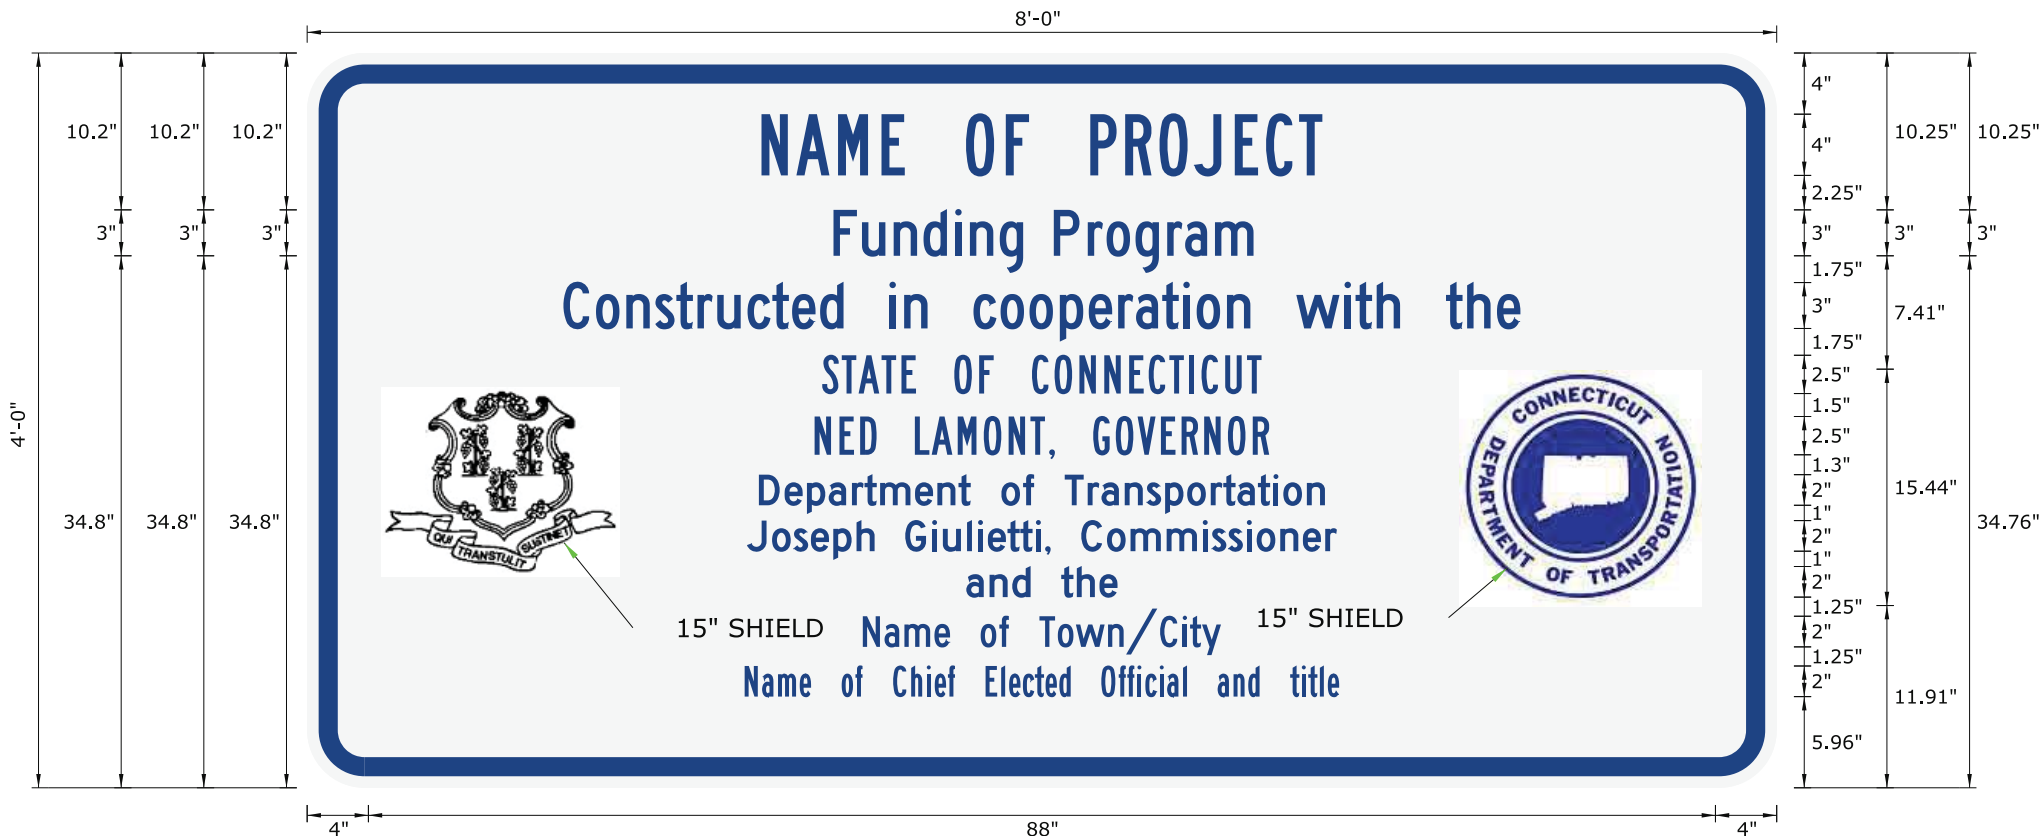 8'-0"
NAME OF PROJECT
Funding Program
Constructed in cooperation with the
STATE OF CONNECTICUT
NED LAMONT, GOVERNOR
Department of Transportation
Joseph Giulietti, Commissioner
and the
Name of Town/City
Name of Chief Elected Official and title
QUI TRANSTULIT SUSTINET
15" SHIELD
CONNECTICUT
DEPARTMENT OF TRANSPORTATION
15" SHIELD
4'-0"
10.2"
3"
34.8"
10.2"
3"
34.8"
10.2"
3"
34.8"
4"
4"
2.25"
3"
1.75"
3"
1.75"
2.5"
1.5"
2.5"
1.3"
2"
1"
2"
1"
2"
1.25"
2"
1.25"
2"
5.96"
10.25"
3"
7.41"
15.44"
11.91"
10.25"
3"
34.76"
4"
88"
4"